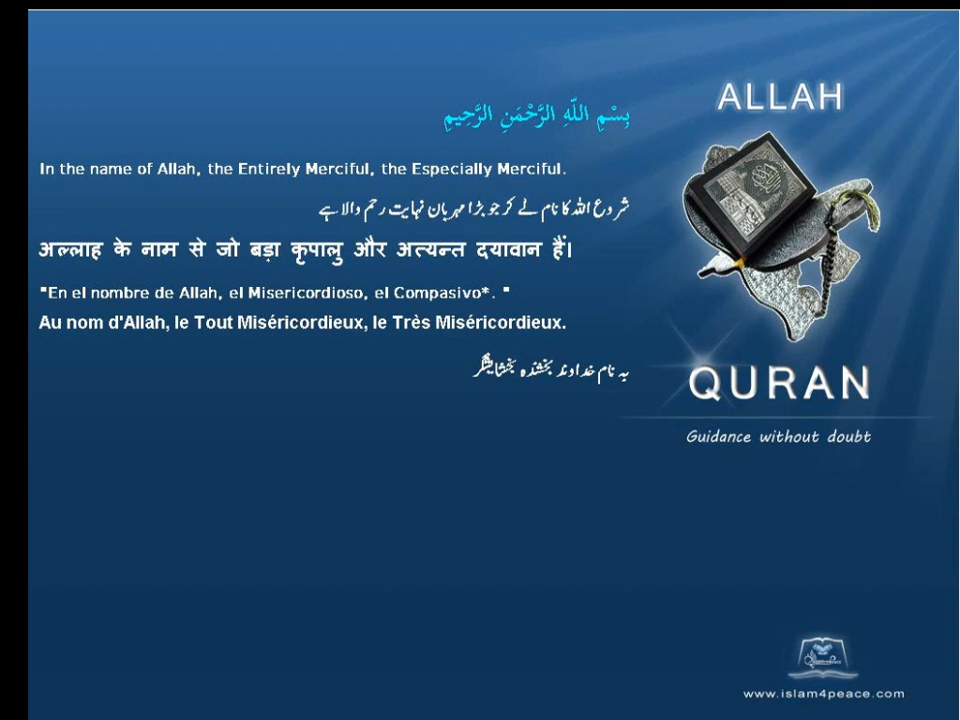 بِسْمِ اللّهِ الرَّحْمَنِ الرَّحِيمِ
In the name of Allah, the Entirely Merciful, the Especially Merciful.
شروع اللہ کا نام لے کر جو بڑا مہربان نہایت رحم والا ہے
अल्लाह के नाम से जो बड़ा कृपालु और अत्यन्त दयावान हैं।
"En el nombre de Allah, el Misericordioso, el Compasivo*. "
Au nom d'Allah, le Tout Miséricordieux, le Très Miséricordieux.
به نام خداوند بخشنده بخشایشگر
ALLAH
QURAN
Guidance without doubt
www.islam4peace.com